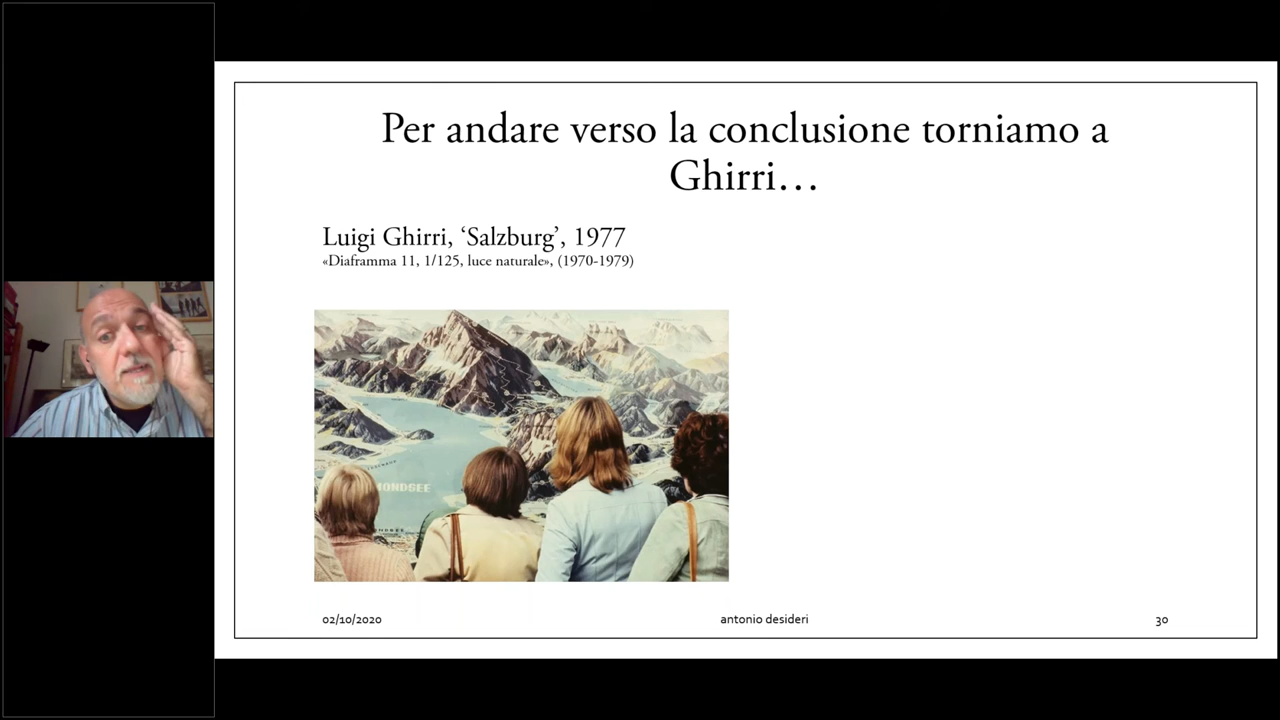 Per andare verso la conclusione torniamo a
Ghirri…
Luigi Ghirri, ‘Salzburg’, 1977
«Diaframma 11, 1/125, luce naturale», (1970-1979)
MONDSEE
02/10/2020
antonio desideri
30